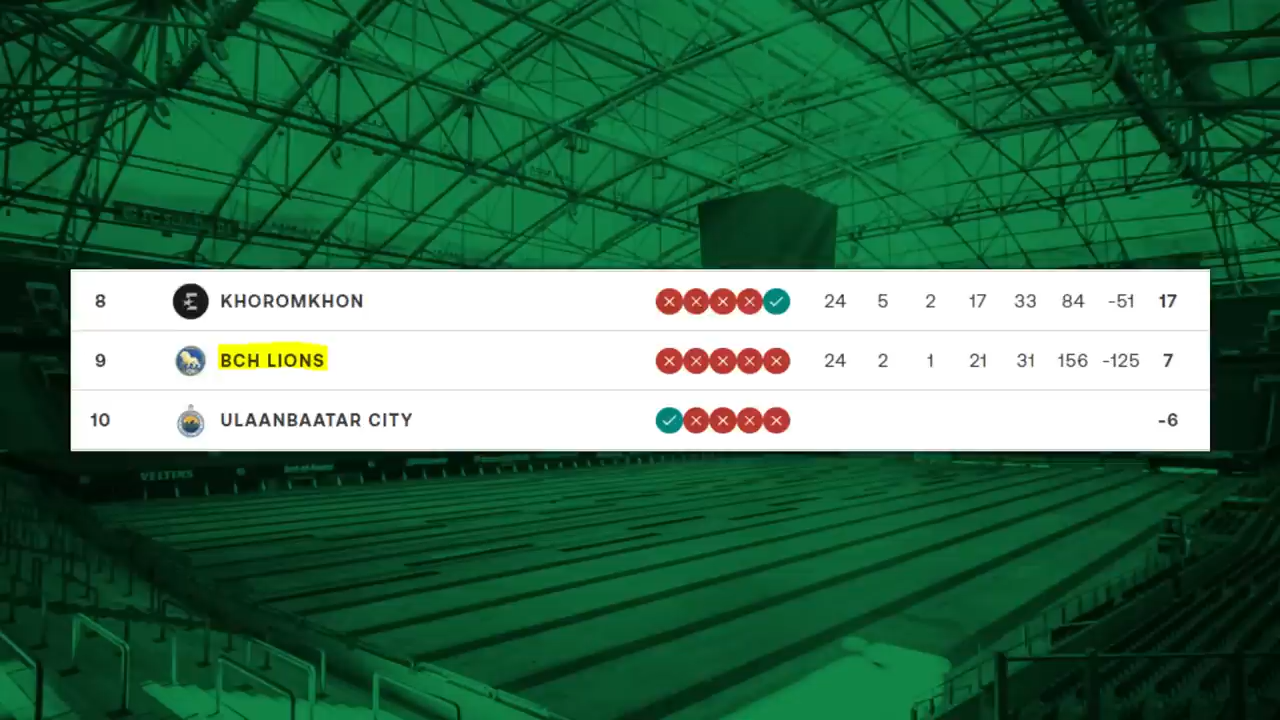 8 KHOROMKHON 24 5 2 17 33 84 -51 17
9 BCH LIONS 24 2 1 21 31 156 -125 7
10 ULAANBAATAR CITY -6
VELTINS